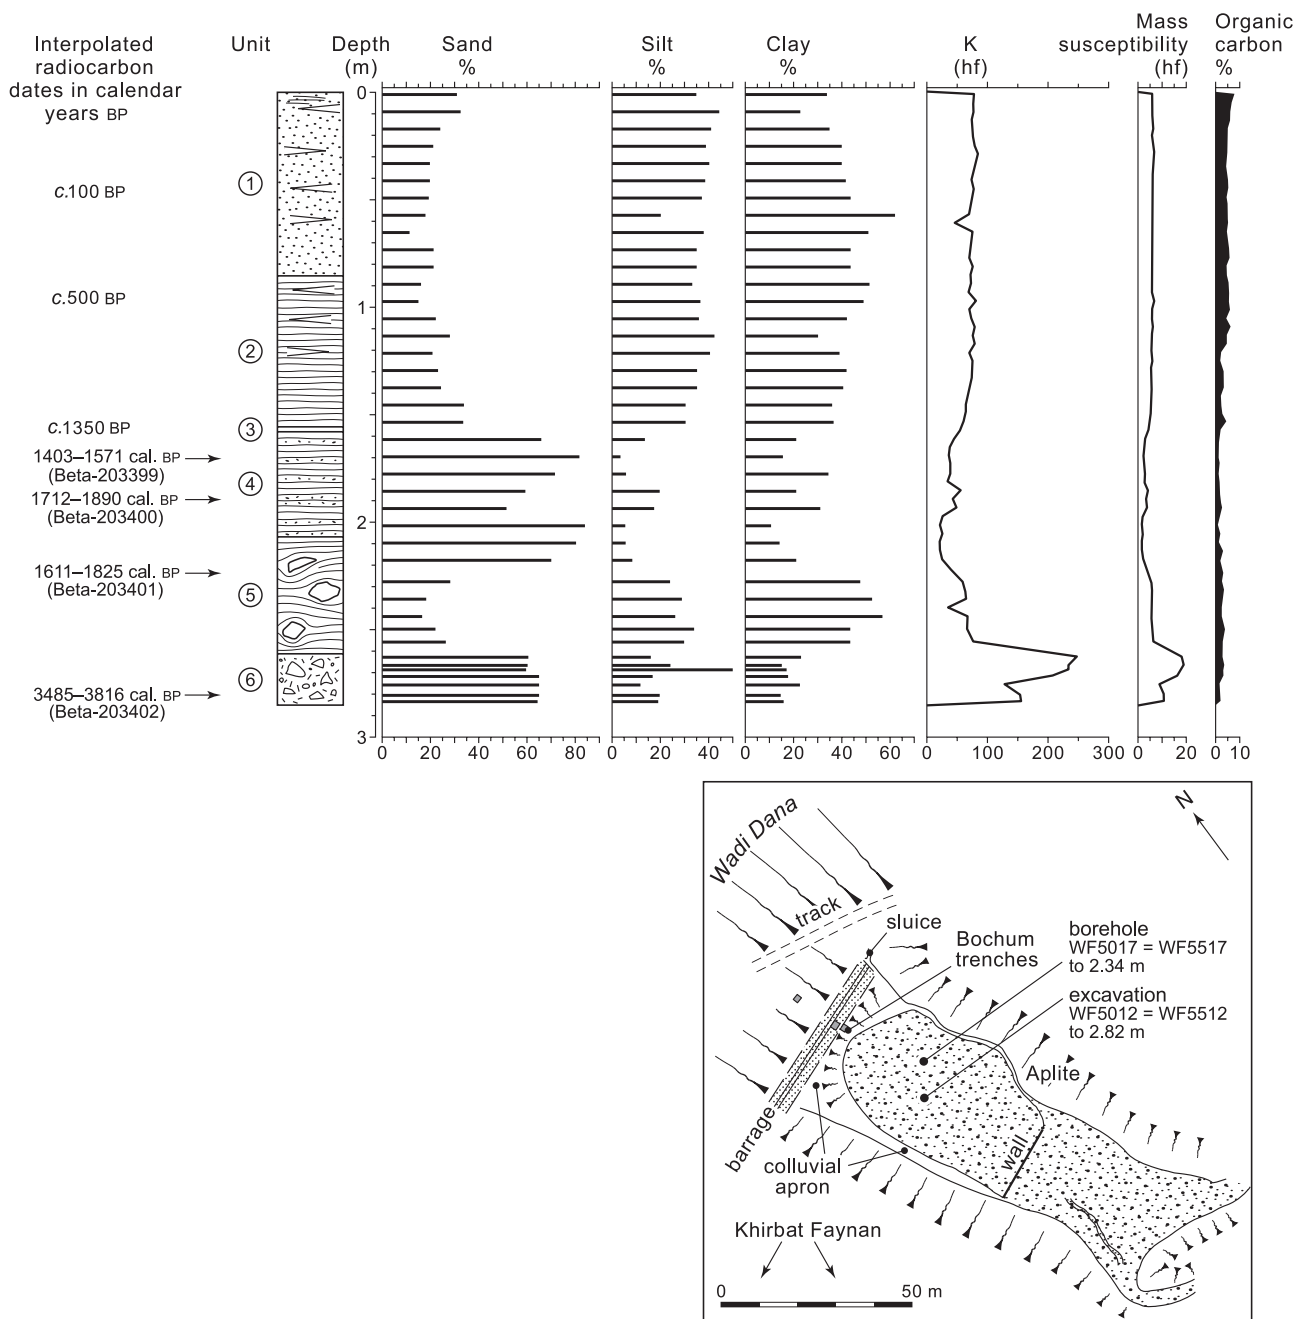 Interpolated
radiocarbon
dates in calendar
years BP
Unit
Depth
(m)
Sand
%
Silt
%
Clay
%
K
(hf)
Mass
susceptibility
(hf)
Organic
carbon
%
c.100 BP
c.500 BP
c.1350 BP
1403–1571 cal. BP
(Beta-203399)
1712–1890 cal. BP
(Beta-203400)
1611–1825 cal. BP
(Beta-203401)
3485–3816 cal. BP
(Beta-203402)
1
2
3
4
5
6
0
1
2
3
0 20 40 60 80
0 20 40
0 20 40 60
0 100 200 300
0 20
0 10
Wadi Dana
track
N
sluice
Bochum
trenches
borehole
WF5017 = WF5517
to 2.34 m
excavation
WF5012 = WF5512
to 2.82 m
Aplite
barrage
wall
colluvial
apron
Khirbat Faynan
0 50 m